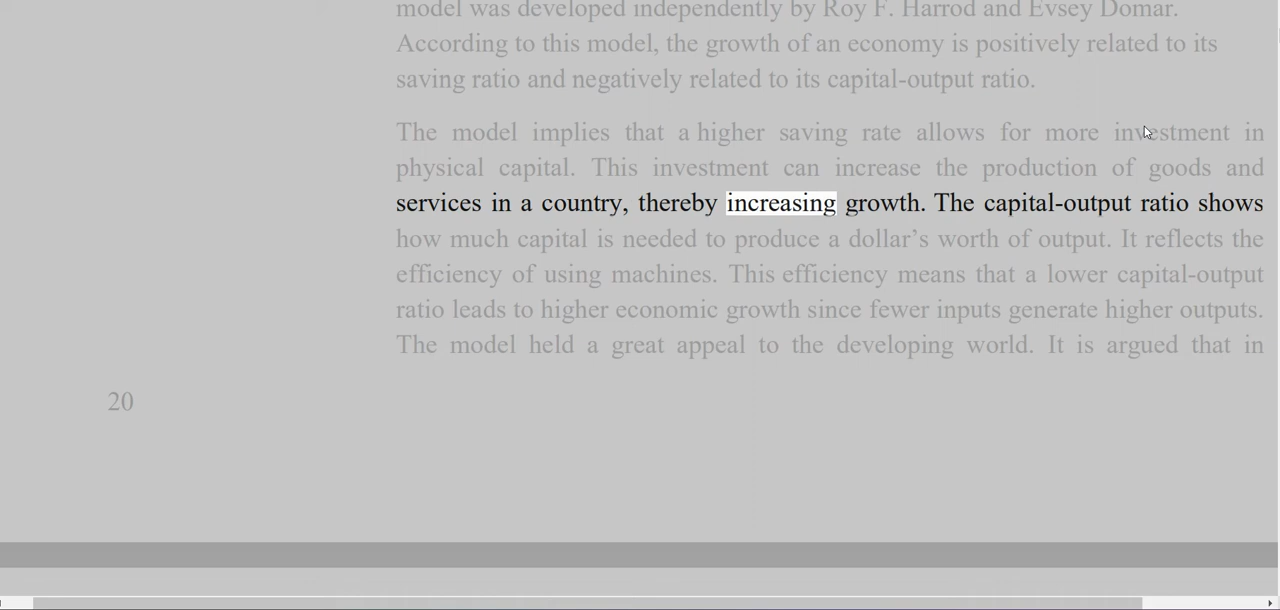 model was developed independently by Roy F. Harrod and Evsey Domar.
According to this model, the growth of an economy is positively related to its
saving ratio and negatively related to its capital-output ratio.
The model implies that a higher saving rate allows for more investment in
physical capital. This investment can increase the production of goods and
services in a country, thereby increasing growth. The capital-output ratio shows
how much capital is needed to produce a dollar’s worth of output. It reflects the
efficiency of using machines. This efficiency means that a lower capital-output
ratio leads to higher economic growth since fewer inputs generate higher outputs.
The model held a great appeal to the developing world. It is argued that in
20